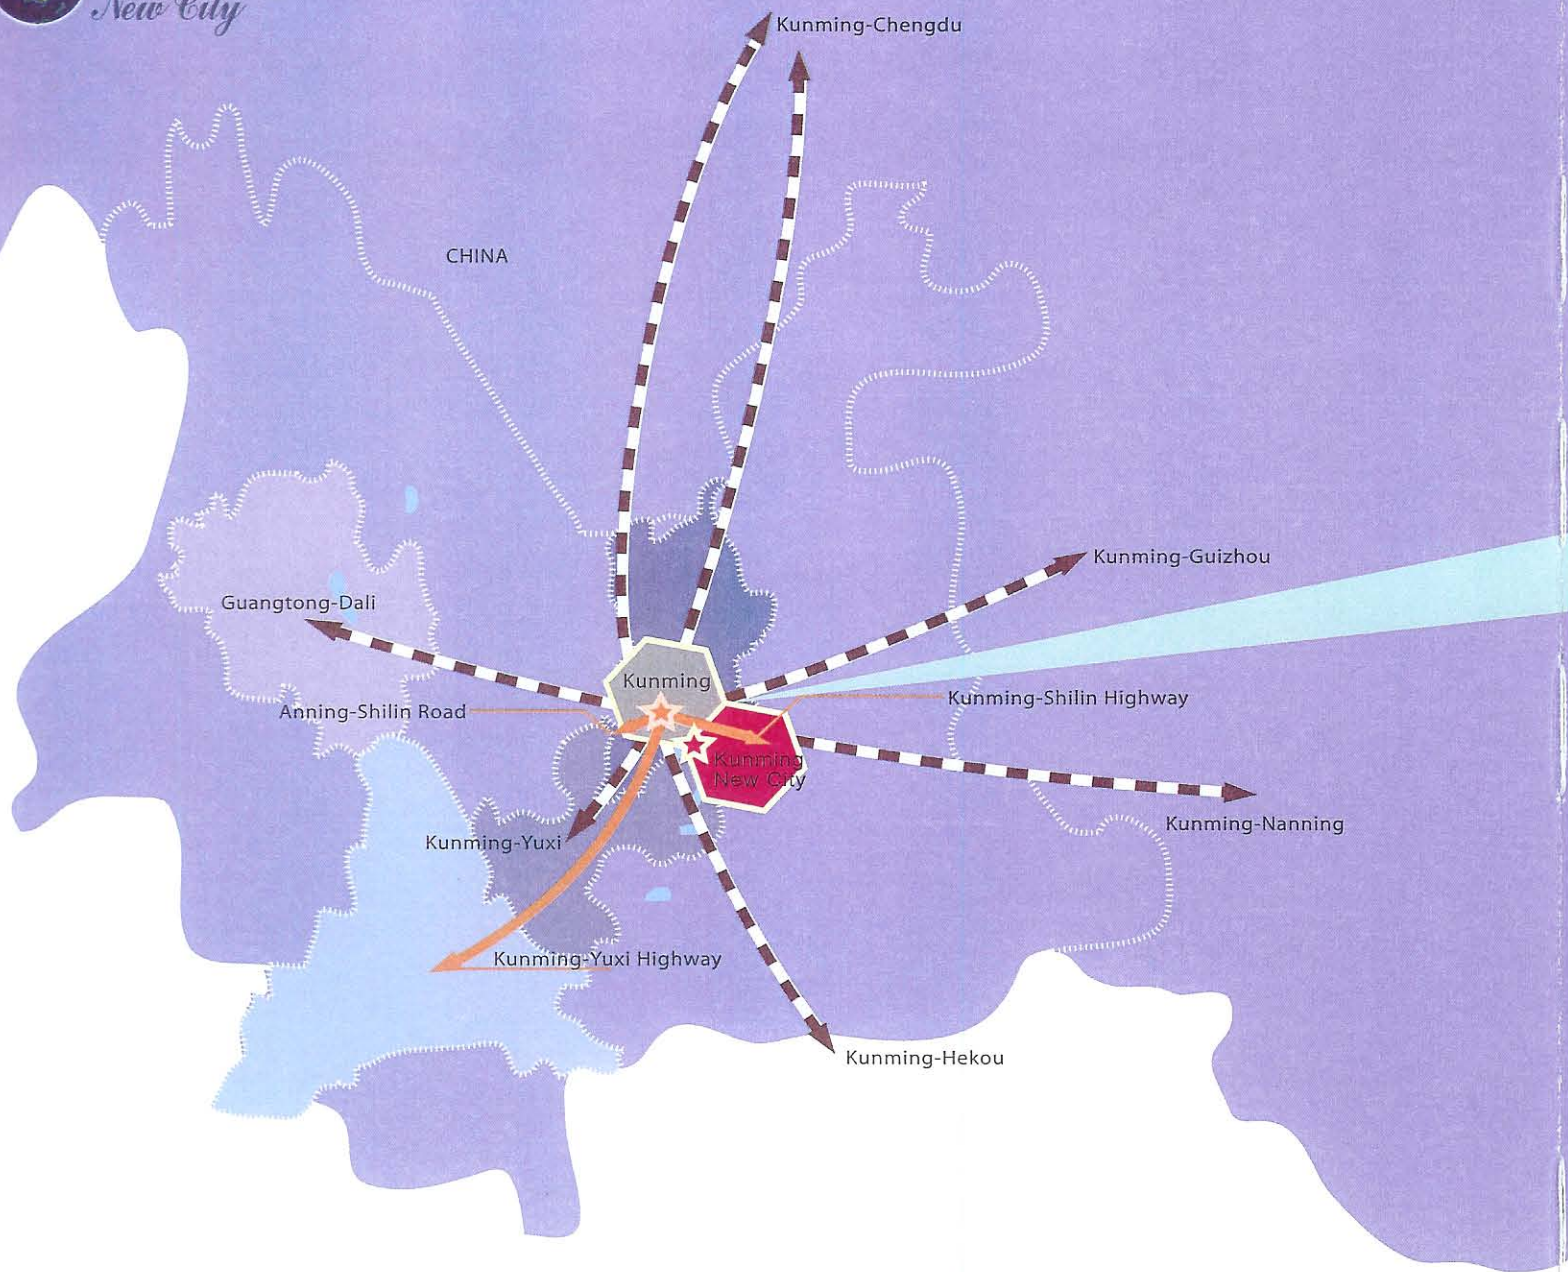 New City
Kunming-Chengdu
CHINA
Kunming-Guizhou
Guangtong-Dali
Kunming
Anning-Shilin Road
Kunming-Shilin Highway
Kunming
New City
Kunming-Nanning
Kunming-Yuxi
Kunming-Yuxi Highway
Kunming-Hekou